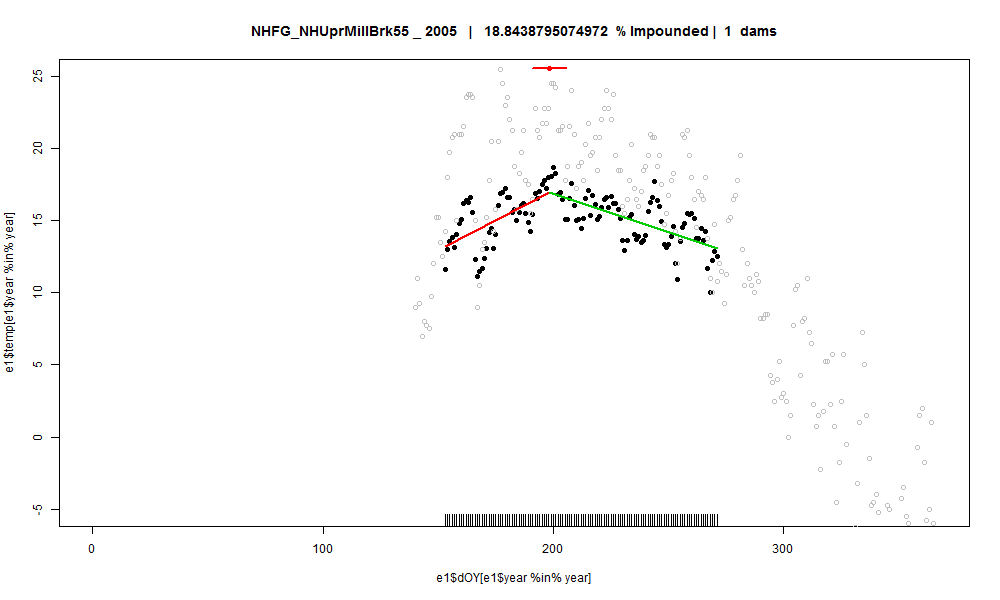 NHFG_NHUprMillBrk55 _ 2005 | 18.8438795074972 % Impounded | 1 dams
e1$temp[e1$year %in% year]
25
20
15
10
5
0
-5
0 100 200 300
e1$dOY[e1$year %in% year]